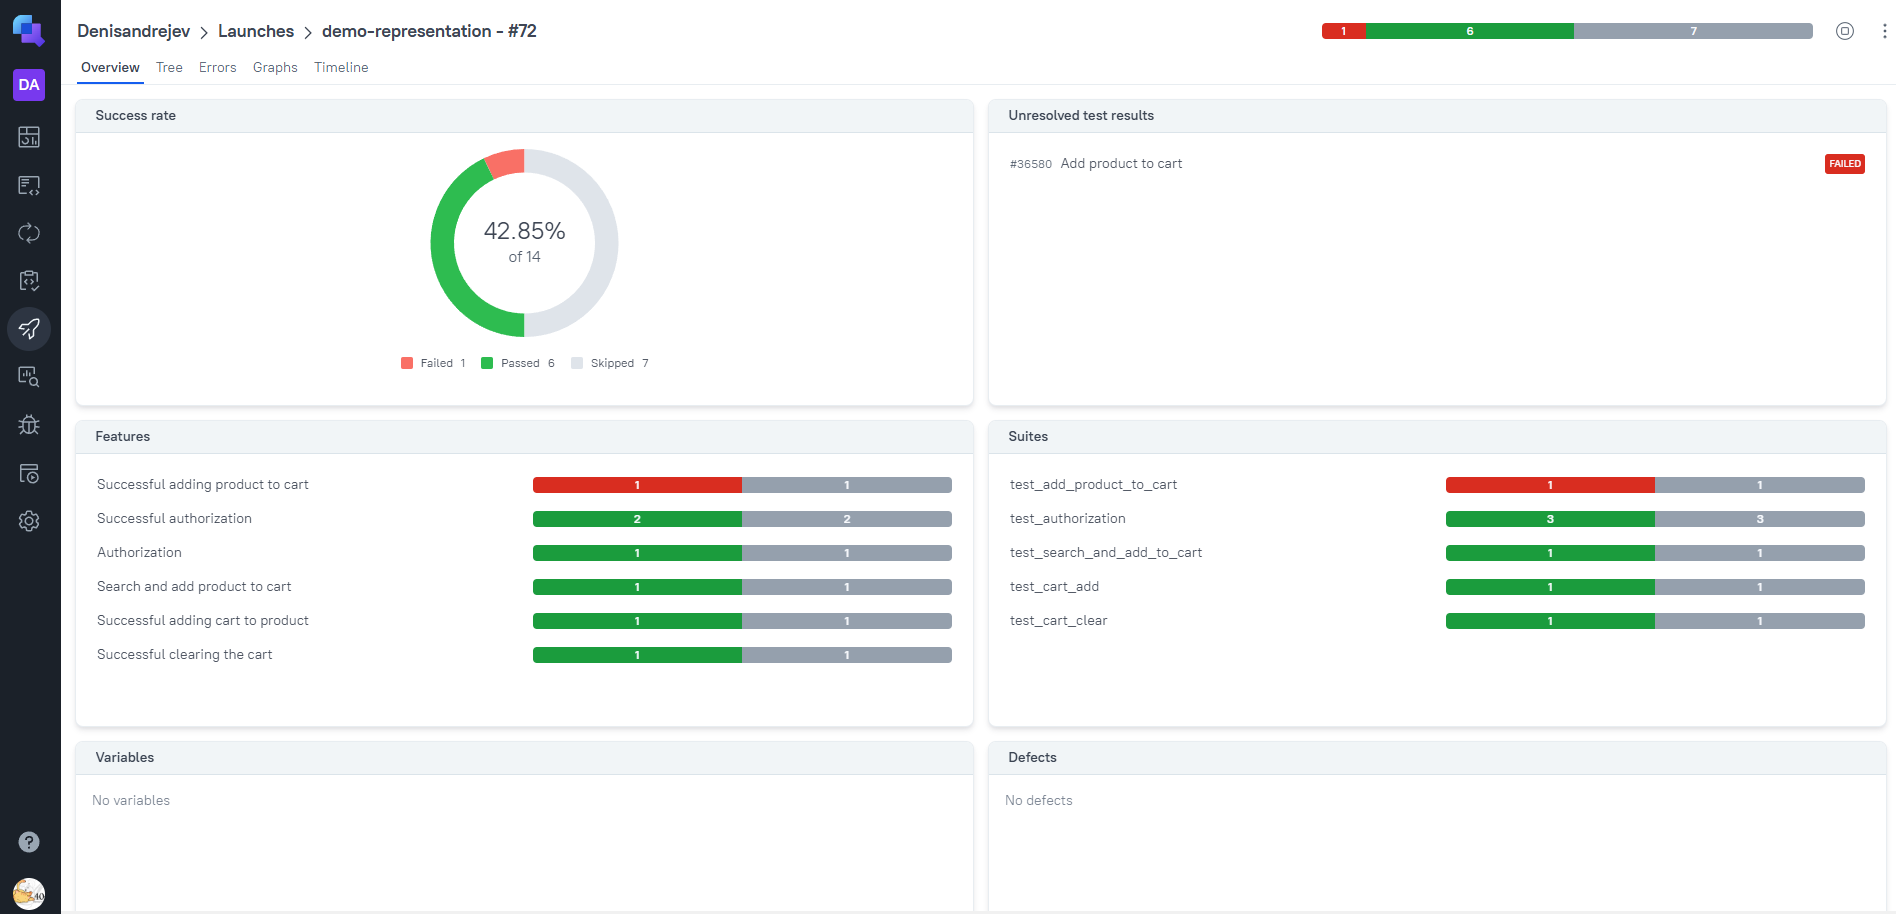 Denisandrejev > Launches > demo-representation - #72
1 6 7
DA
Overview Tree Errors Graphs Timeline
Success rate
42.85%
of 14
Failed 1 Passed 6 Skipped 7
Unresolved test results
#36580 Add product to cart FAILED
Features
Successful adding product to cart 1 1
Successful authorization 2 2
Authorization 1 1
Search and add product to cart 1 1
Successful adding cart to product 1 1
Successful clearing the cart 1 1
Suites
test_add_product_to_cart 1 1
test_authorization 3 3
test_search_and_add_to_cart 1 1
test_cart_add 1 1
test_cart_clear 1 1
Variables
No variables
Defects
No defects
?